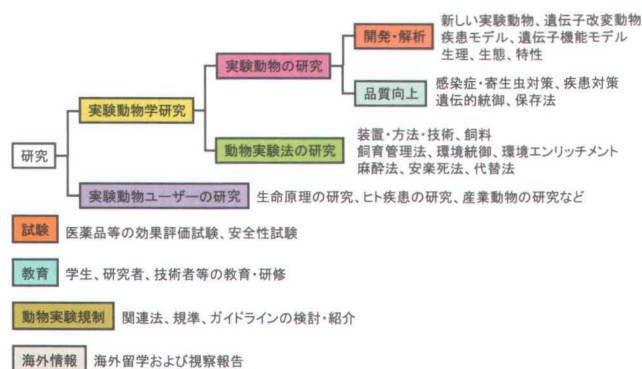 開発・解析
新しい実験動物、遺伝子改変動物
疾患モデル、遺伝子機能モデル
生理、生態、特性
実験動物の研究
品質向上
感染症・寄生虫対策、疾患対策
遺伝的統御、保存法
実験動物学研究
動物実験法の研究
装置・方法・技術、飼料
飼育管理法、環境統御、環境エンリッチメント
麻酔法、安楽死法、代替法
研究
実験動物ユーザーの研究
生命原理の研究、ヒト疾患の研究、産業動物の研究など
試験
医薬品等の効果評価試験、安全性試験
教育
学生、研究者、技術者等の教育・研修
動物実験規制
関連法、規準、ガイドラインの検討・紹介
海外情報
海外留学および視察報告